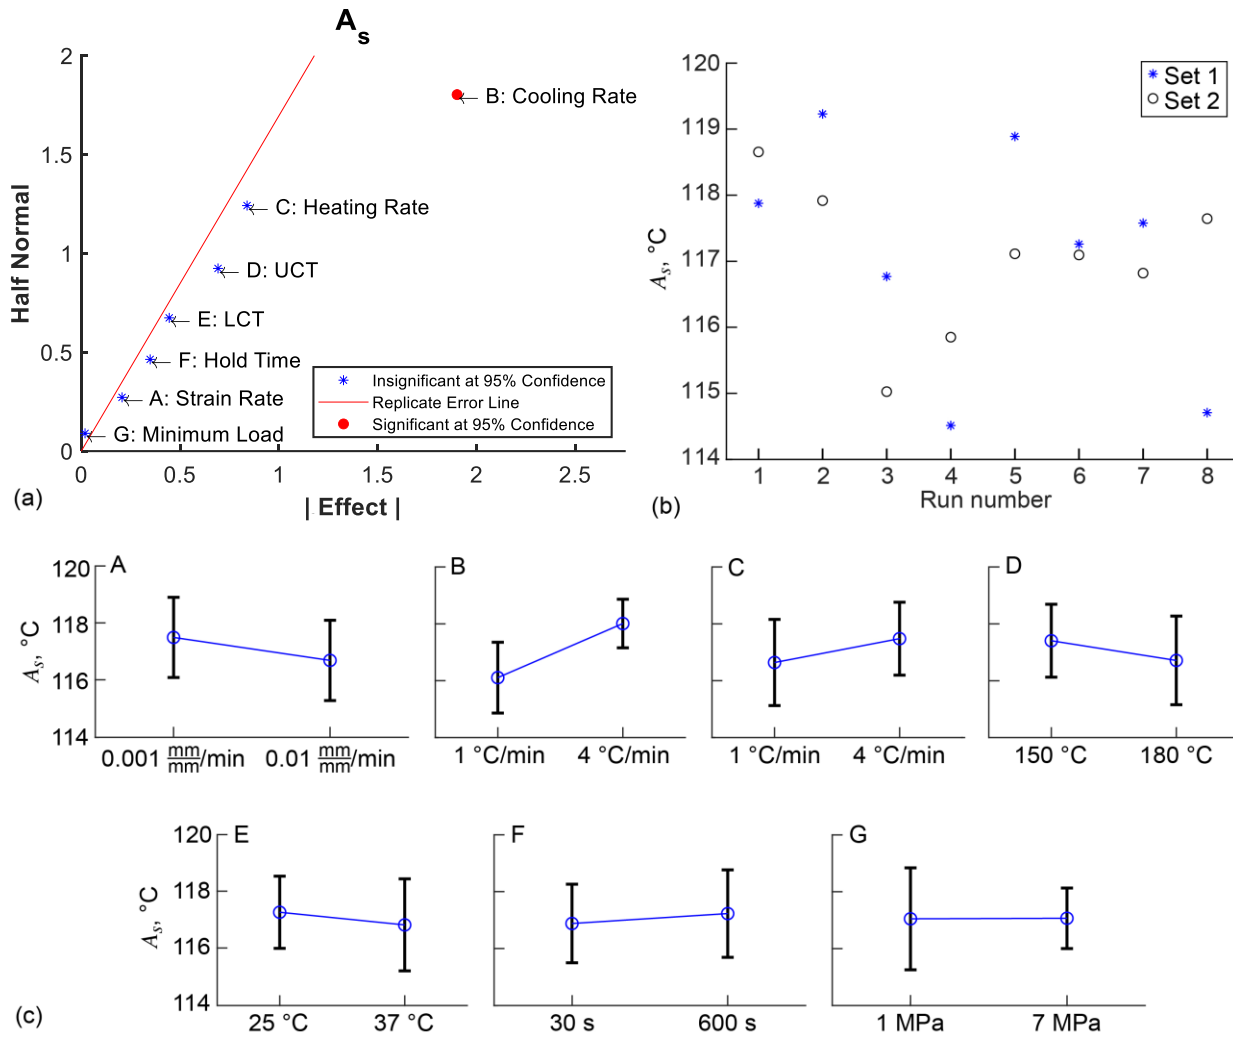 A_s
2
1.5
1
0.5
0
Half Normal
B: Cooling Rate
C: Heating Rate
D: UCT
E: LCT
F: Hold Time
A: Strain Rate
G: Minimum Load
Insignificant at 95% Confidence
Replicate Error Line
Significant at 95% Confidence
0 0.5 1 1.5 2 2.5
| Effect |
(a)
120
119
118
117
116
115
114
A_s, °C
Set 1
Set 2
1 2 3 4 5 6 7 8
Run number
(b)
120
118
116
114
A_s, °C
A
0.001 mm/mm/min 0.01 mm/mm/min
B
1 °C/min 4 °C/min
C
1 °C/min 4 °C/min
D
150 °C 180 °C
120
118
116
114
A_s, °C
E
25 °C 37 °C
F
30 s 600 s
G
1 MPa 7 MPa
(c)